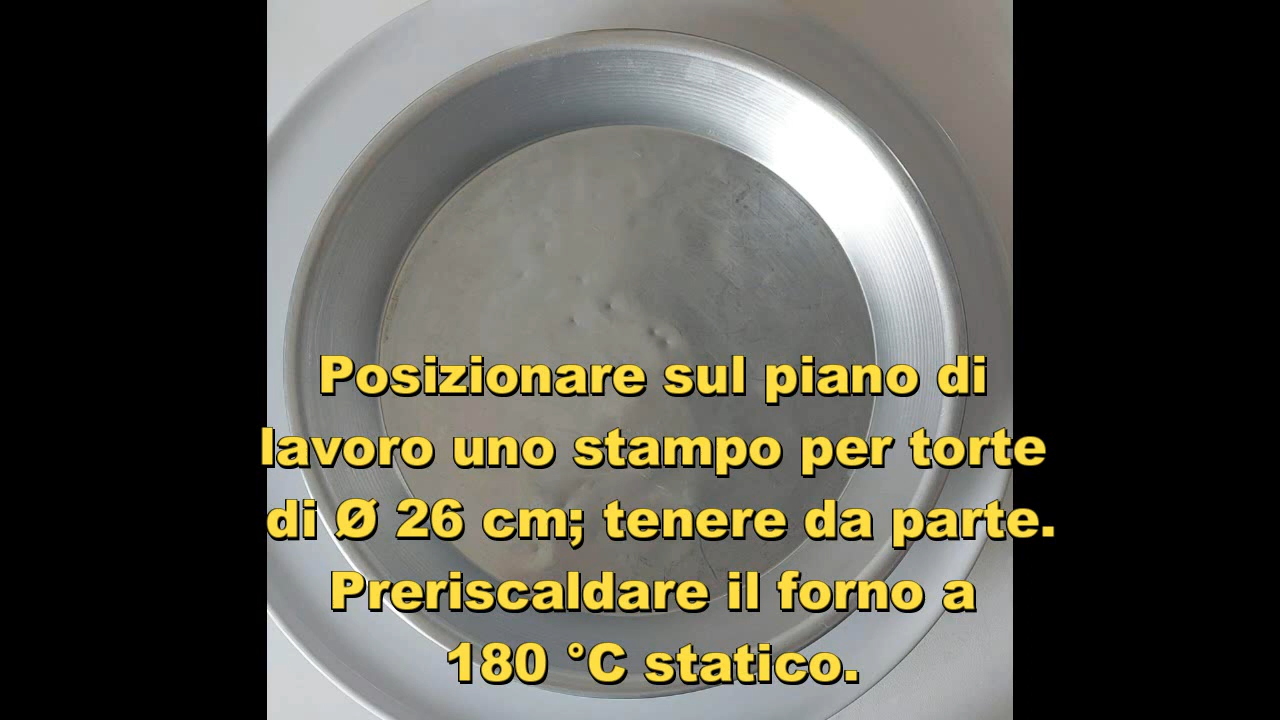 Posizionare sul piano di
lavoro uno stampo per torte
di Ø 26 cm; tenere da parte.
Preriscaldare il forno a
180 °C statico.